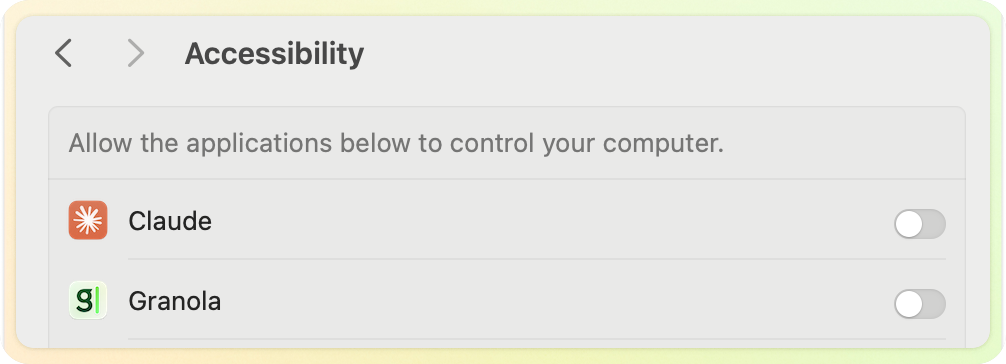 Accessibility
Allow the applications below to control your computer.
Claude
g
Granola